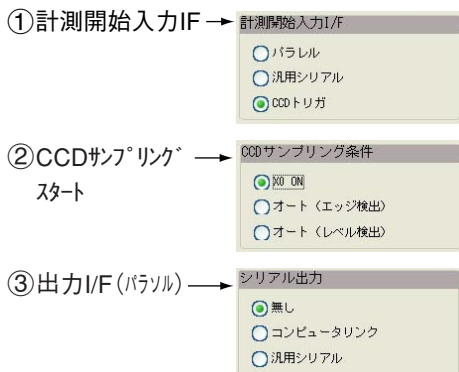 ①計測開始入力IF
計測開始入力I/F
パラレル
汎用シリアル
CCDトリガ
②CCDｻﾝﾌﾟﾘﾝｸﾞ
ｽﾀｰﾄ
CCDサンプリング条件
X0 ON
オート（エッジ検出）
オート（レベル検出）
③出力I/F(ﾊﾟﾗｿﾙ)
シリアル出力
無し
コンピュータリンク
汎用シリアル